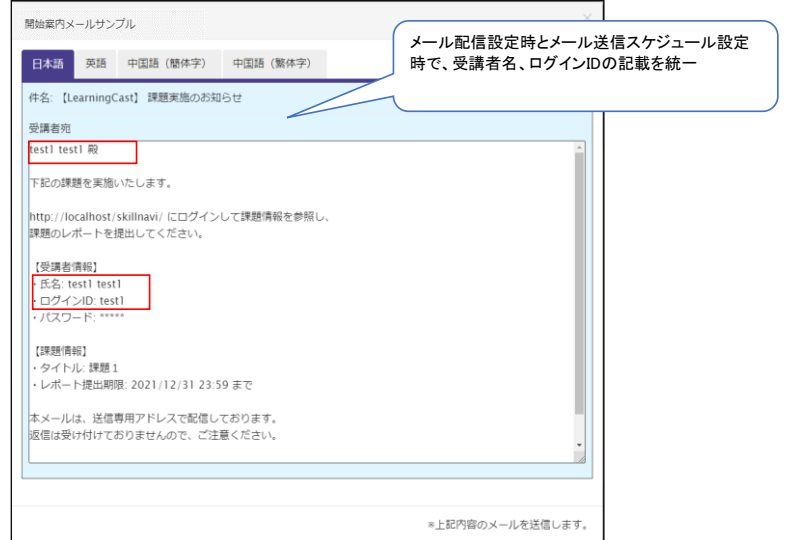 開始案内メールサンプル
×
メール配信設定時とメール送信スケジュール設定
時で、受講者名、ログインIDの記載を統一
日本語 英語 中国語（簡体字） 中国語（繁体字）
件名: 【LearningCast】 課題実施のお知らせ
受講者宛
test1 test1 殿
下記の課題を実施いたします。
http://localhost/skillnavi/ にログインして課題情報を参照し、
課題のレポートを提出してください。
【受講者情報】
・氏名: test1 test1
・ログインID: test1
・パスワード: *****
【課題情報】
・タイトル: 課題1
・レポート提出期限: 2021/12/31 23:59 まで
本メールは、送信専用アドレスで配信しております。
返信は受け付けておりませんので、ご注意ください。
※上記内容のメールを送信します。